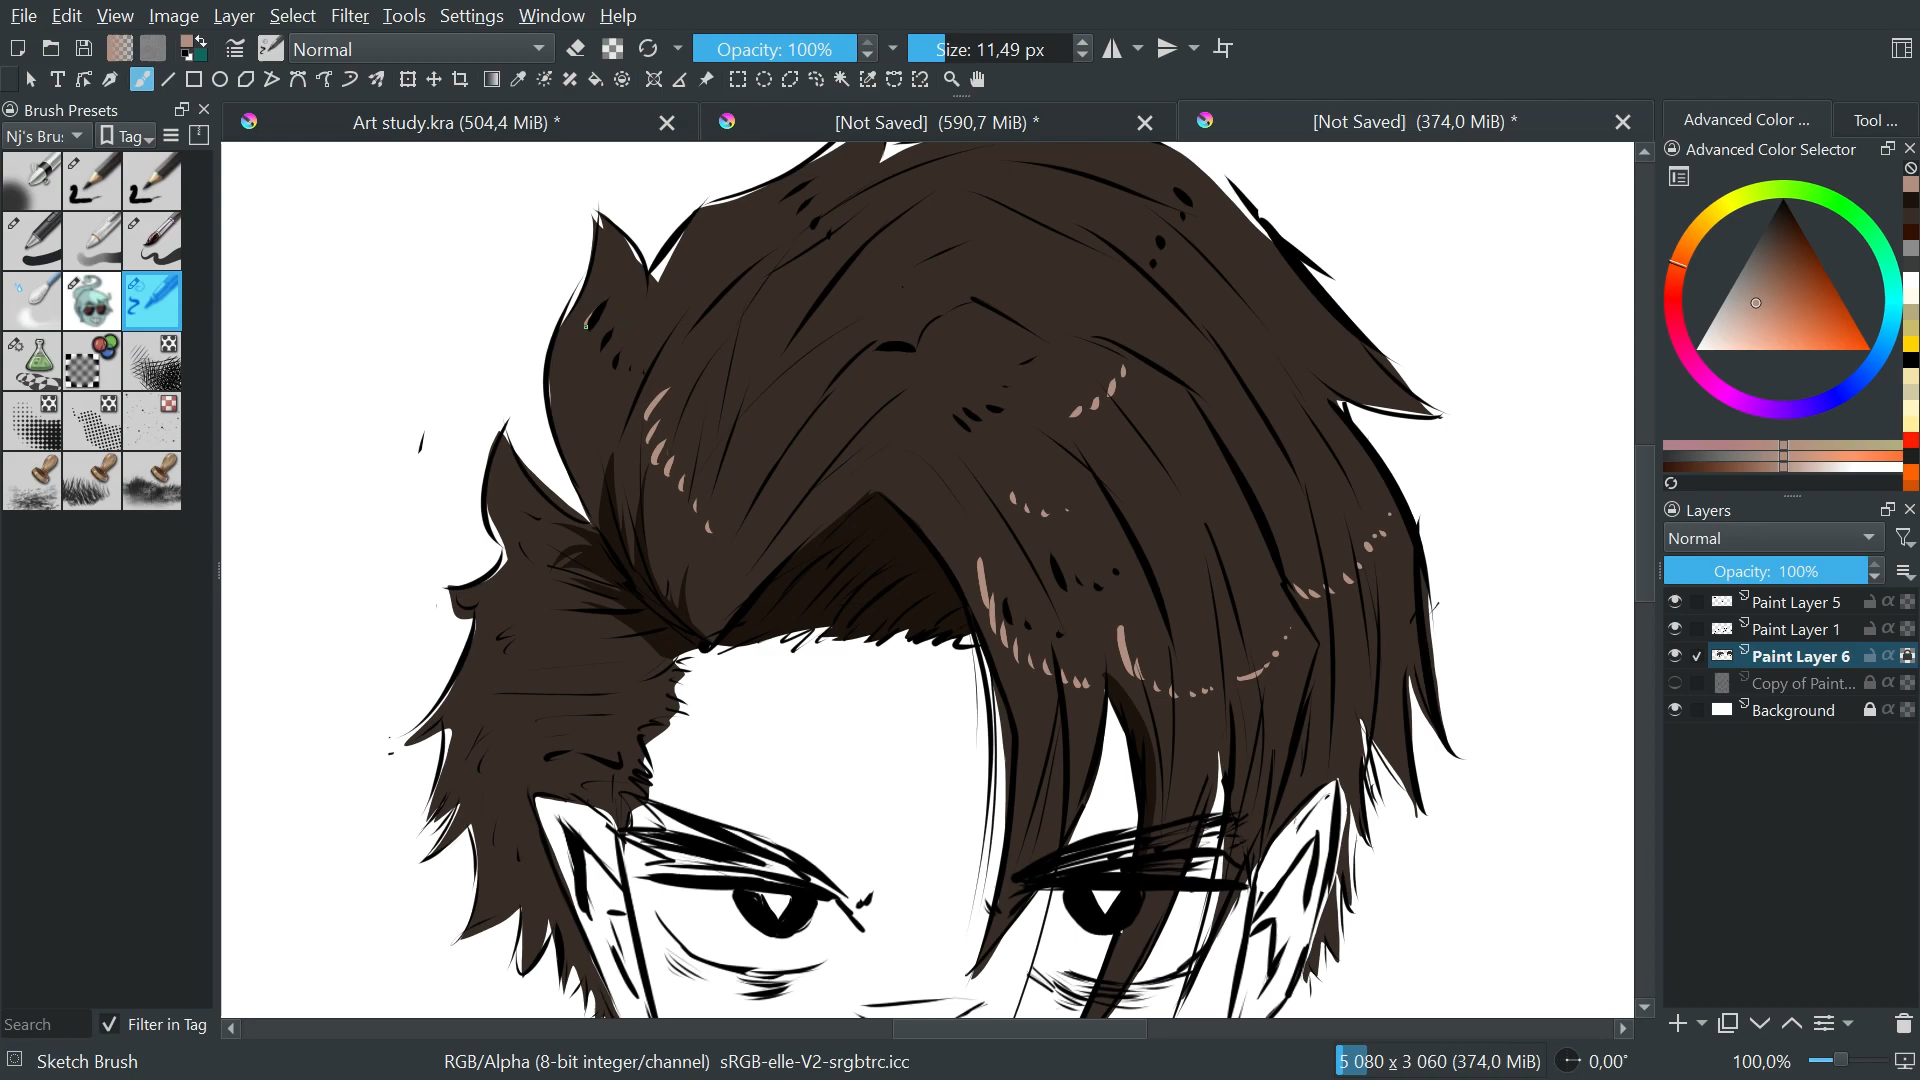 File Edit View Image Layer Select Filter Tools Settings Window Help
Normal Opacity: 100% Size: 11,49 px
Brush Presets
Nj's Bru: Tag
Art study.kra (504,4 MiB) *
[Not Saved] (590,7 MiB) *
[Not Saved] (374,0 MiB) *
Advanced Color ... Tool ...
Advanced Color Selector
Layers
Normal
Opacity: 100%
Paint Layer 5
Paint Layer 1
Paint Layer 6
Copy of Paint...
Background
Search Filter in Tag
Sketch Brush RGB/Alpha (8-bit integer/channel) sRGB-elle-V2-srgbtrc.icc 5 080 x 3 060 (374,0 MiB) 0,00° 100,0%